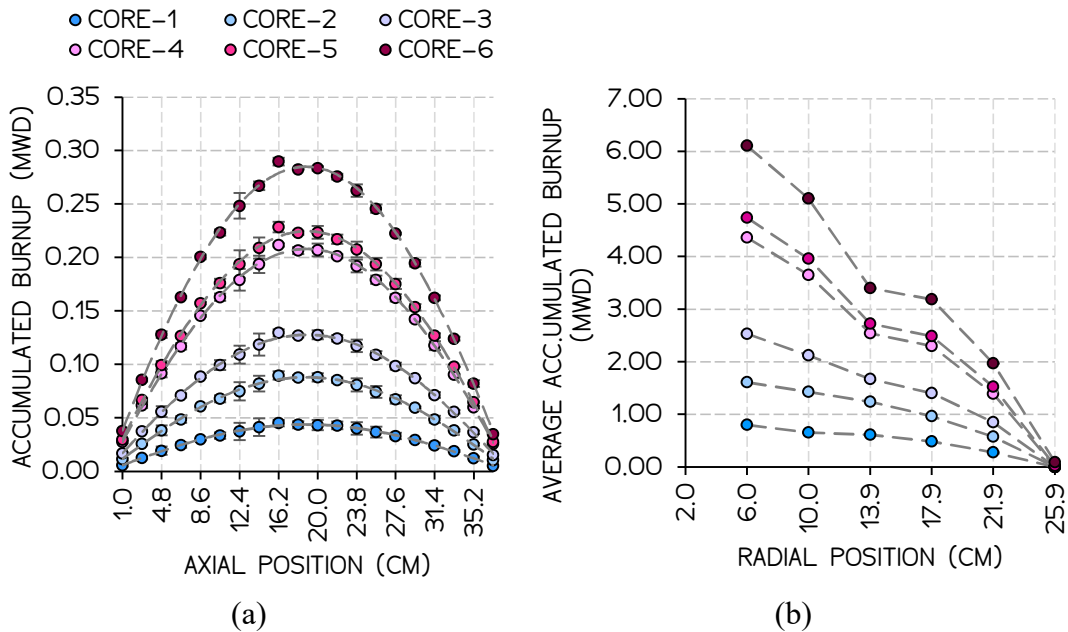 CORE−1 CORE−2 CORE−3
CORE−4 CORE−5 CORE−6
ACCUMULATED BURNUP (MWD)
0.35
0.30
0.25
0.20
0.15
0.10
0.05
0.00
1.0 4.8 8.6 12.4 16.2 20.0 23.8 27.6 31.4 35.2
AXIAL POSITION (CM)
(a)
AVERAGE ACCUMULATED BURNUP
(MWD)
7.00
6.00
5.00
4.00
3.00
2.00
1.00
0.00
2.0 6.0 10.0 13.9 17.9 21.9 25.9
RADIAL POSITION (CM)
(b)